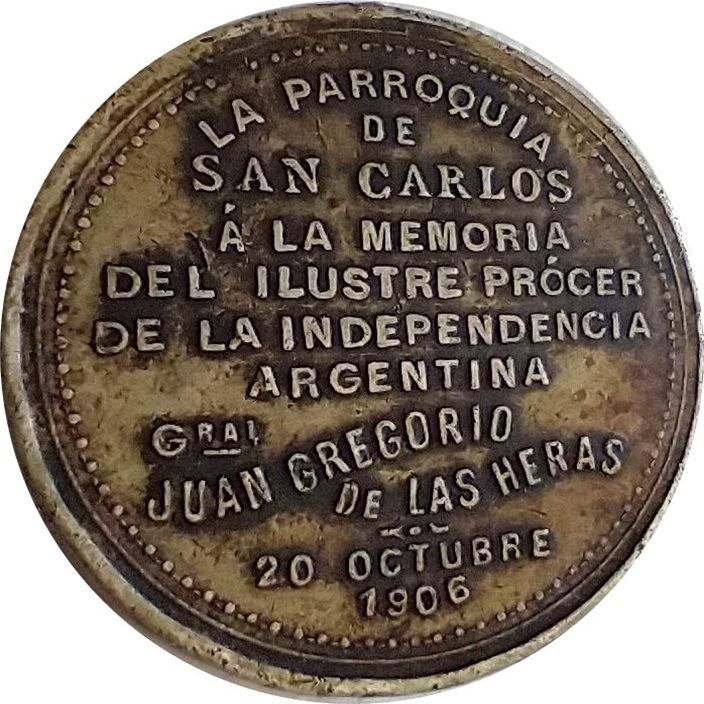 LA PARROQUIA
DE
SAN CARLOS
Á LA MEMORIA
DEL ILUSTRE PRÓCER
DE LA INDEPENDENCIA
ARGENTINA
GRAL
JUAN GREGORIO
DE LAS HERAS
20 OCTUBRE
1906